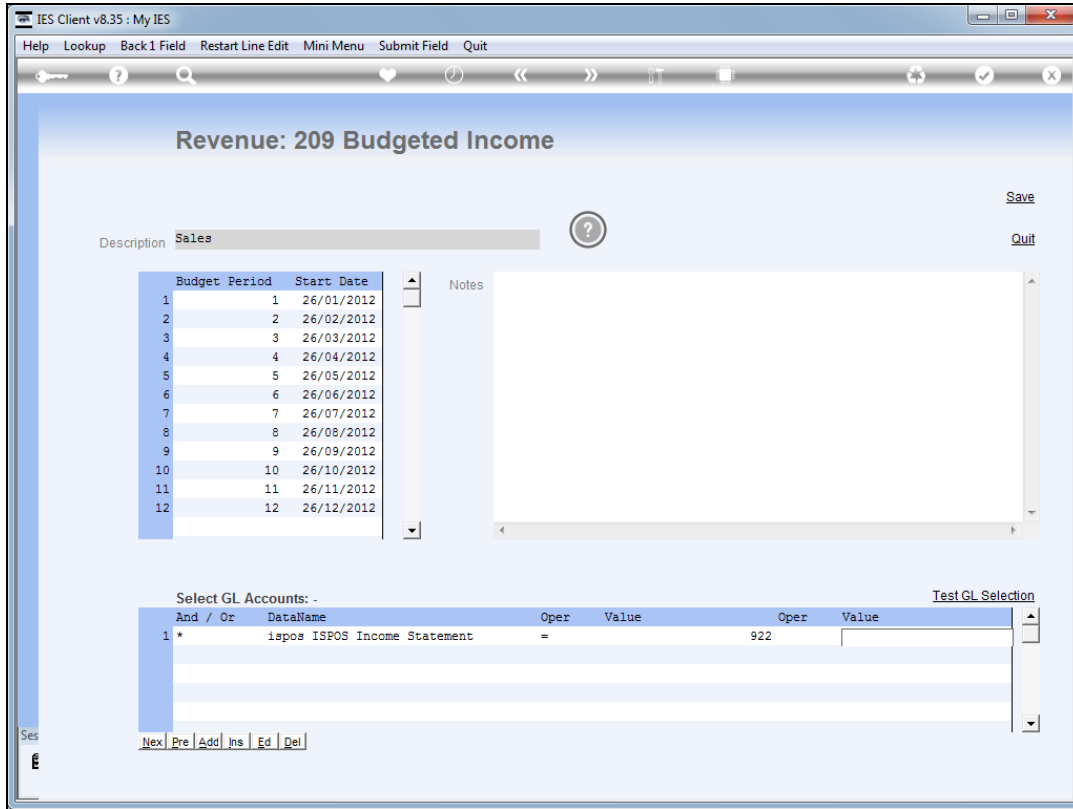 IES Client v8.35 : My IES
Help Lookup Back 1 Field Restart Line Edit Mini Menu Submit Field Quit
Revenue: 209 Budgeted Income
Save
Description Sales ? Quit
Budget Period Start Date Notes
1 1 26/01/2012
2 2 26/02/2012
3 3 26/03/2012
4 4 26/04/2012
5 5 26/05/2012
6 6 26/06/2012
7 7 26/07/2012
8 8 26/08/2012
9 9 26/09/2012
10 10 26/10/2012
11 11 26/11/2012
12 12 26/12/2012
Select GL Accounts: - Test GL Selection
And / Or DataName Oper Value Oper Value
1 * ispos ISPOS Income Statement = 922
Ses
Nex Pre Add Ins Ed Del